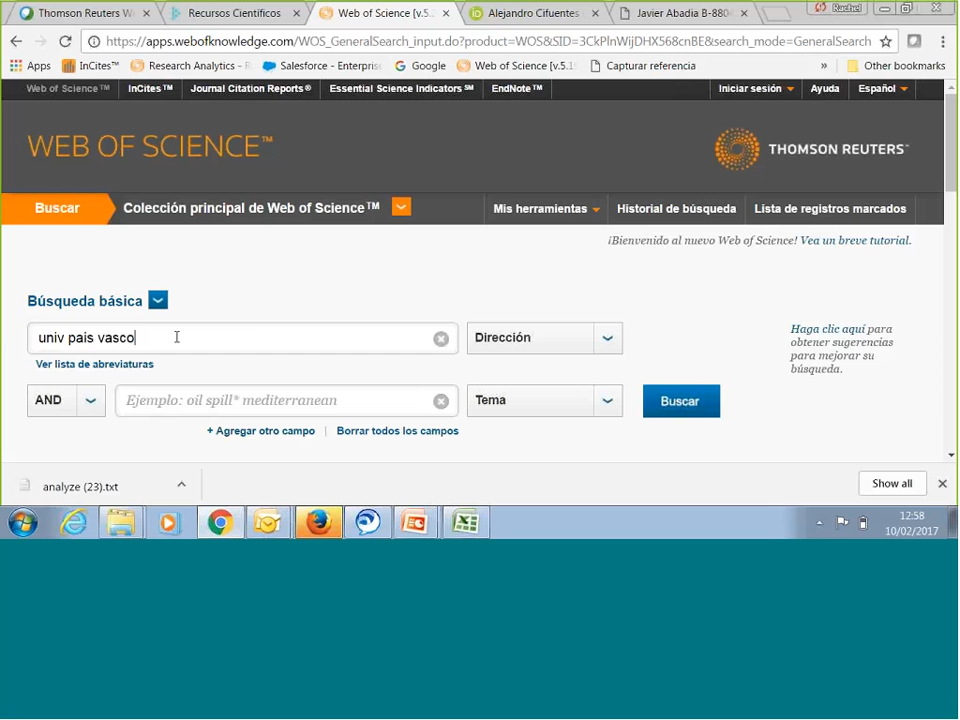 Thomson Reuters W
Recursos Científicos
Web of Science [v.5.
Alejandro Cifuentes
Javier Abadia B-880
Rachel
https://apps.webofknowledge.com/WOS_GeneralSearch_input.do?product=WOS&SID=3CkPlnWijDHX568cnBE&search_mode=GeneralSearch
Apps
InCites™
Research Analytics - R
Salesforce - Enterpris
Google
Web of Science [v.5.1
Capturar referencia
»
Other bookmarks
Web of Science™
InCites™
Journal Citation Reports®
Essential Science Indicators℠
EndNote™
Iniciar sesión
Ayuda
Español
WEB OF SCIENCE™
THOMSON REUTERS™
Buscar
Colección principal de Web of Science™
Mis herramientas
Historial de búsqueda
Lista de registros marcados
¡Bienvenido al nuevo Web of Science! Vea un breve tutorial.
Búsqueda básica
univ pais vasco
Dirección
Haga clic aquí para
obtener sugerencias
para mejorar su
búsqueda.
Ver lista de abreviaturas
AND
Ejemplo: oil spill* mediterranean
Tema
Buscar
+ Agregar otro campo | Borrar todos los campos
analyze (23).txt
Show all
12:58
10/02/2017